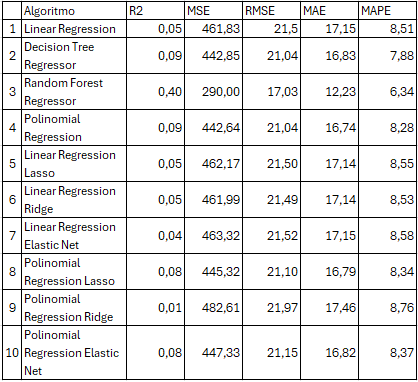 Algoritmo R2 MSE RMSE MAE MAPE
1 Linear Regression 0,05 461,83 21,5 17,15 8,51
Decision Tree
2 Regressor 0,09 442,85 21,04 16,83 7,88
Random Forest
3 Regressor 0,40 290,00 17,03 12,23 6,34
Polinomial
4 Regression 0,09 442,64 21,04 16,74 8,28
Linear Regression
5 Lasso 0,05 462,17 21,50 17,14 8,55
Linear Regression
6 Ridge 0,05 461,99 21,49 17,14 8,53
Linear Regression
7 Elastic Net 0,04 463,32 21,52 17,15 8,58
Polinomial
8 Regression Lasso 0,08 445,32 21,10 16,79 8,34
Polinomial
9 Regression Ridge 0,01 482,61 21,97 17,46 8,76
Polinomial
10 Regression Elastic 0,08 447,33 21,15 16,82 8,37
Net